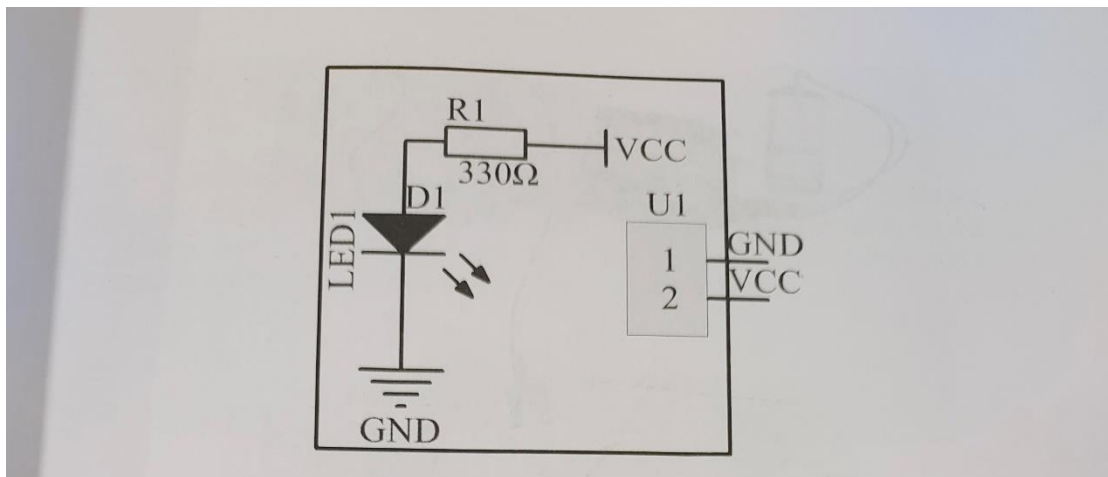 R1
VCC
330Ω
D1
LED1
U1
1
GND
2
VCC
GND